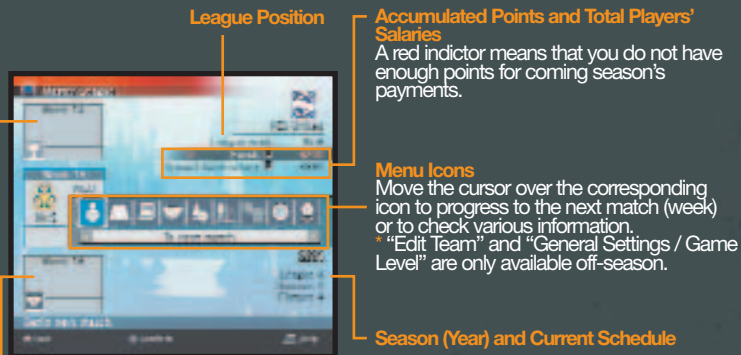 League Position
Accumulated Points and Total Players'
Salaries
A red indictor means that you do not have
enough points for coming season's
payments.
Menu Icons
Move the cursor over the corresponding
icon to progress to the next match (week)
or to check various information.
* "Edit Team" and "General Settings / Game
Level" are only available off-season.
To next match
Season (Year) and Current Schedule